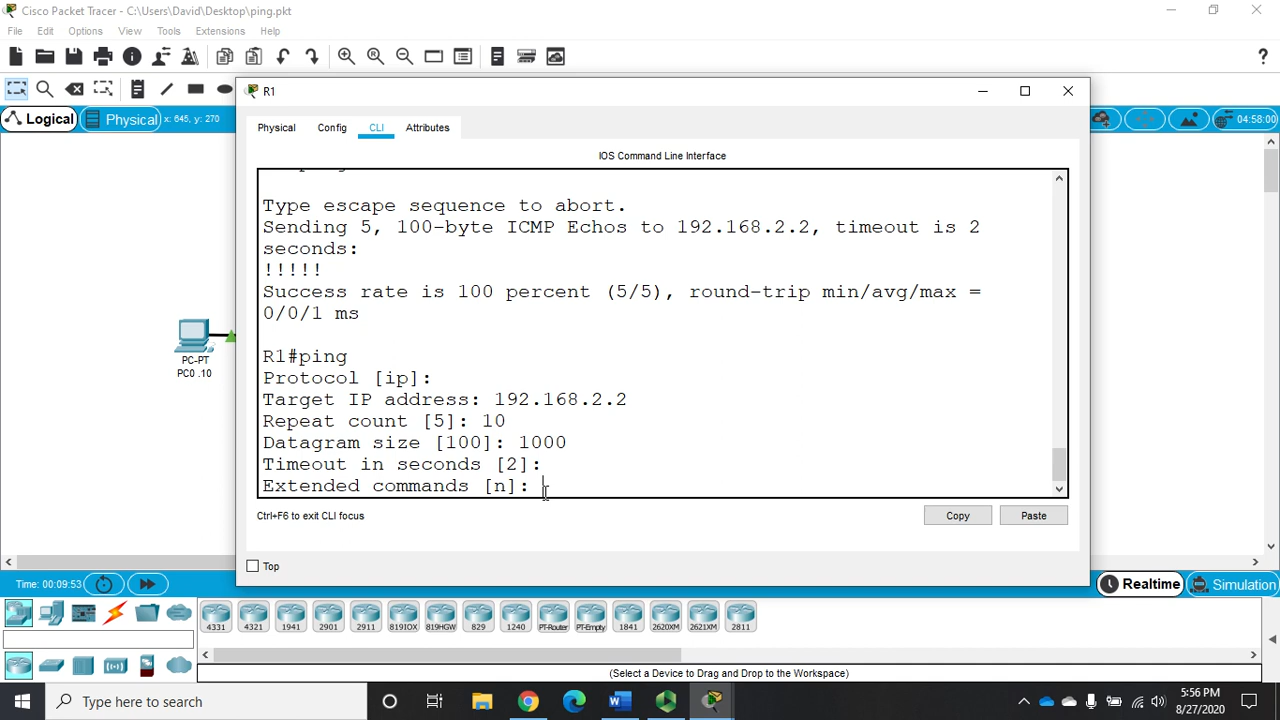 Cisco Packet Tracer - C:\Users\David\Desktop\ping.pkt
File Edit Options View Tools Extensions Help
?
R1
Logical Physical x: 645, y: 270
04:58:00
Physical Config CLI Attributes
IOS Command Line Interface
Type escape sequence to abort.
Sending 5, 100-byte ICMP Echos to 192.168.2.2, timeout is 2
seconds:
!!!!!
Success rate is 100 percent (5/5), round-trip min/avg/max =
0/0/1 ms
R1#ping
Protocol [ip]:
Target IP address: 192.168.2.2
Repeat count [5]: 10
Datagram size [100]: 1000
Timeout in seconds [2]:
Extended commands [n]:
PC-PT
PC0 .10
Ctrl+F6 to exit CLI focus
Copy Paste
Top
Time: 00:09:53
Realtime Simulation
4331 4321 1941 2901 2911 819IOX 819HGW 829 1240 PT-Router PT-Empty 1841 2620XM 2621XM 2811
(Select a Device to Drag and Drop to the Workspace)
Type here to search
5:56 PM
8/27/2020